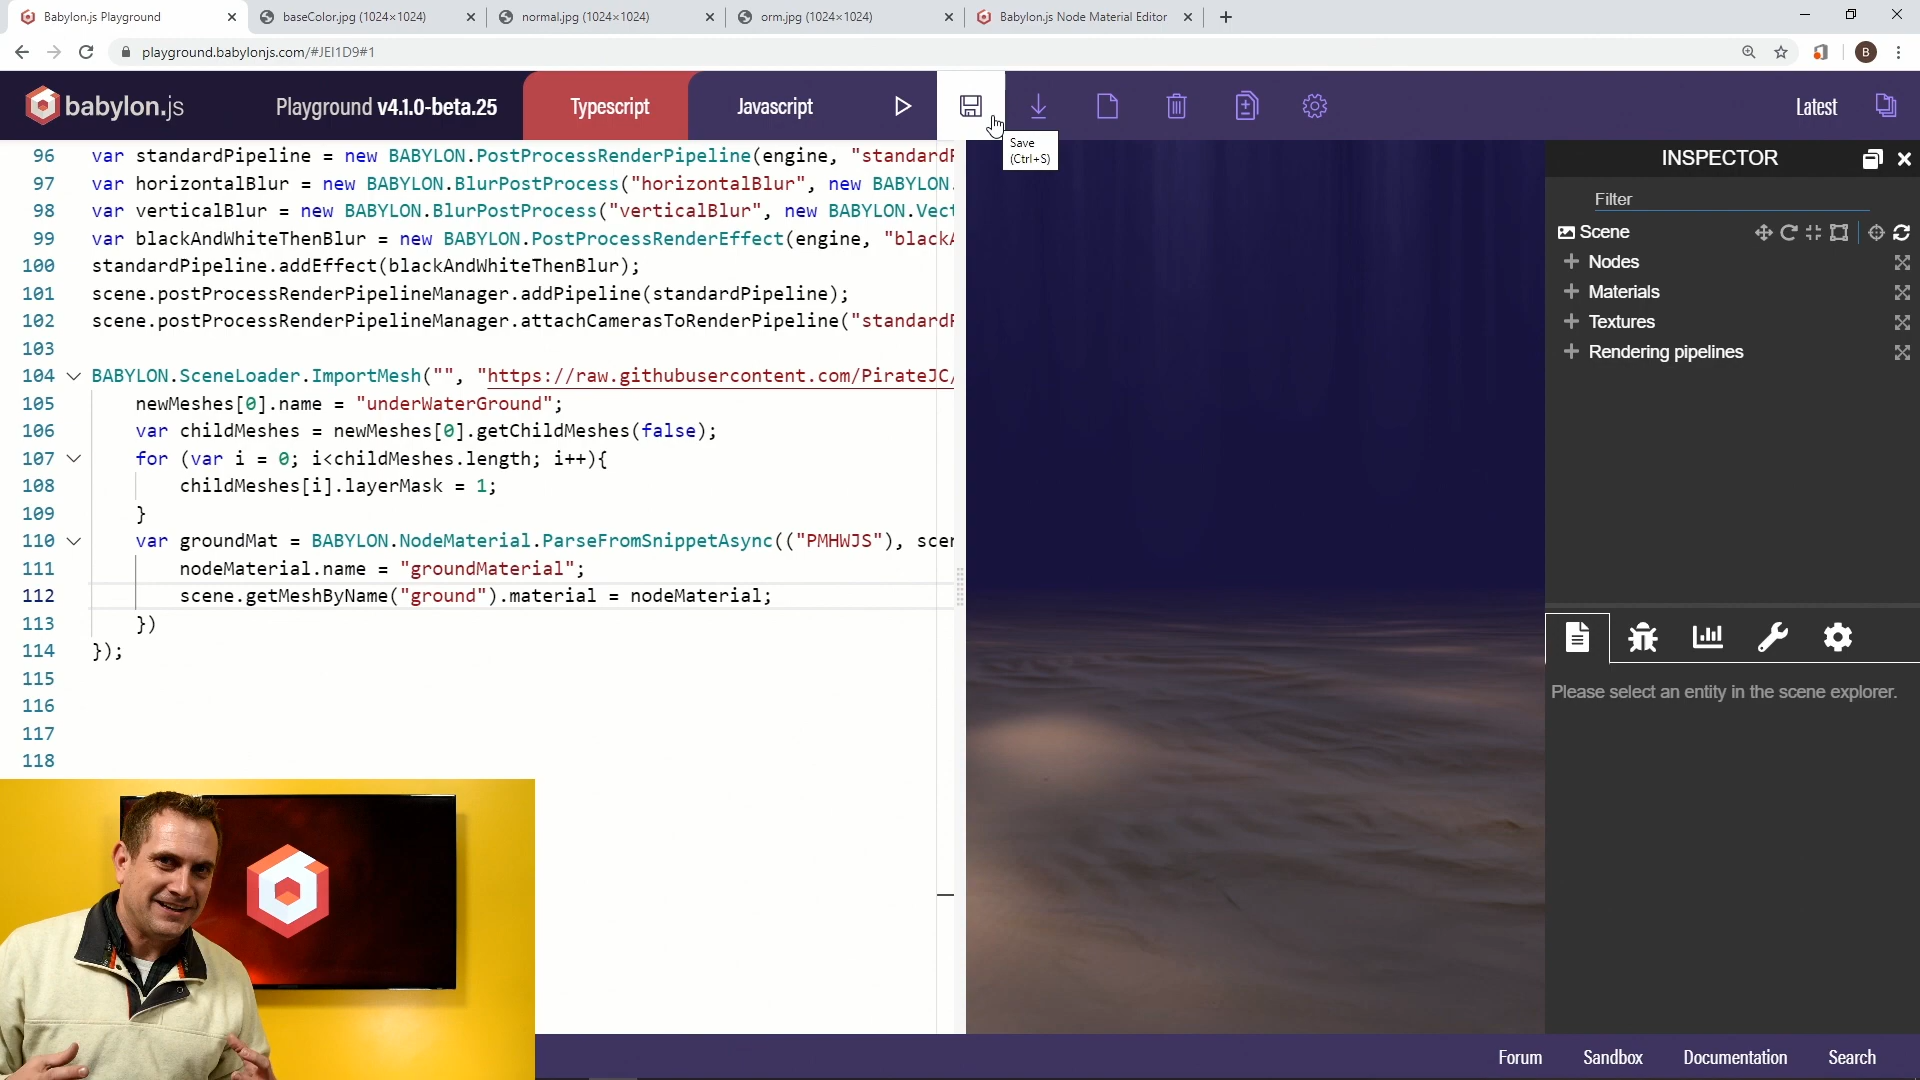 Babylon.js Playground
baseColor.jpg (1024×1024)
normal.jpg (1024×1024)
orm.jpg (1024×1024)
Babylon.js Node Material Editor
playground.babylonjs.com/#JEI1D9#1
B
babylon.js
Playground v4.1.0-beta.25
Typescript
Javascript
Latest
Save
(Ctrl+S)
96 var standardPipeline = new BABYLON.PostProcessRenderPipeline(engine, "standardP
97 var horizontalBlur = new BABYLON.BlurPostProcess("horizontalBlur", new BABYLON.
98 var verticalBlur = new BABYLON.BlurPostProcess("verticalBlur", new BABYLON.Vect
99 var blackAndWhiteThenBlur = new BABYLON.PostProcessRenderEffect(engine, "blackA
100 standardPipeline.addEffect(blackAndWhiteThenBlur);
101 scene.postProcessRenderPipelineManager.addPipeline(standardPipeline);
102 scene.postProcessRenderPipelineManager.attachCamerasToRenderPipeline("standardP
103
104 BABYLON.SceneLoader.ImportMesh("", "https://raw.githubusercontent.com/PirateJC/
105 newMeshes[0].name = "underWaterGround";
106 var childMeshes = newMeshes[0].getChildMeshes(false);
107 for (var i = 0; i<childMeshes.length; i++){
108 childMeshes[i].layerMask = 1;
109 }
110 var groundMat = BABYLON.NodeMaterial.ParseFromSnippetAsync(("PMHWJS"), scen
111 nodeMaterial.name = "groundMaterial";
112 scene.getMeshByName("ground").material = nodeMaterial;
113 })
114 });
115
116
117
118
INSPECTOR
Filter
Scene
Nodes
Materials
Textures
Rendering pipelines
Please select an entity in the scene explorer.
Forum
Sandbox
Documentation
Search